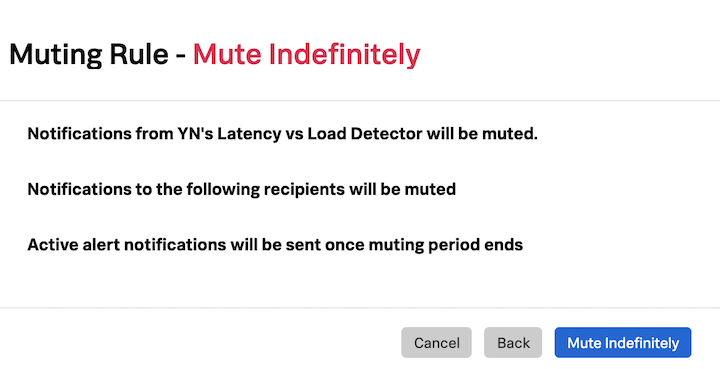 Muting Rule - Mute Indefinitely
Notifications from YN's Latency vs Load Detector will be muted.
Notifications to the following recipients will be muted
Active alert notifications will be sent once muting period ends
Cancel Back Mute Indefinitely